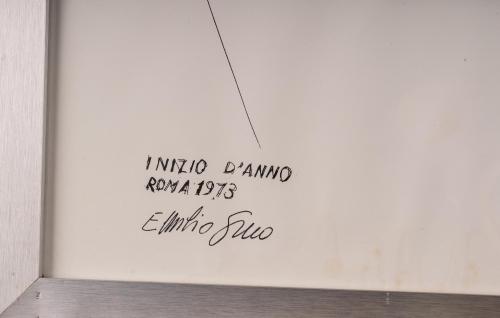 INIZIO D'ANNO
ROMA 1973
Emilio Greco